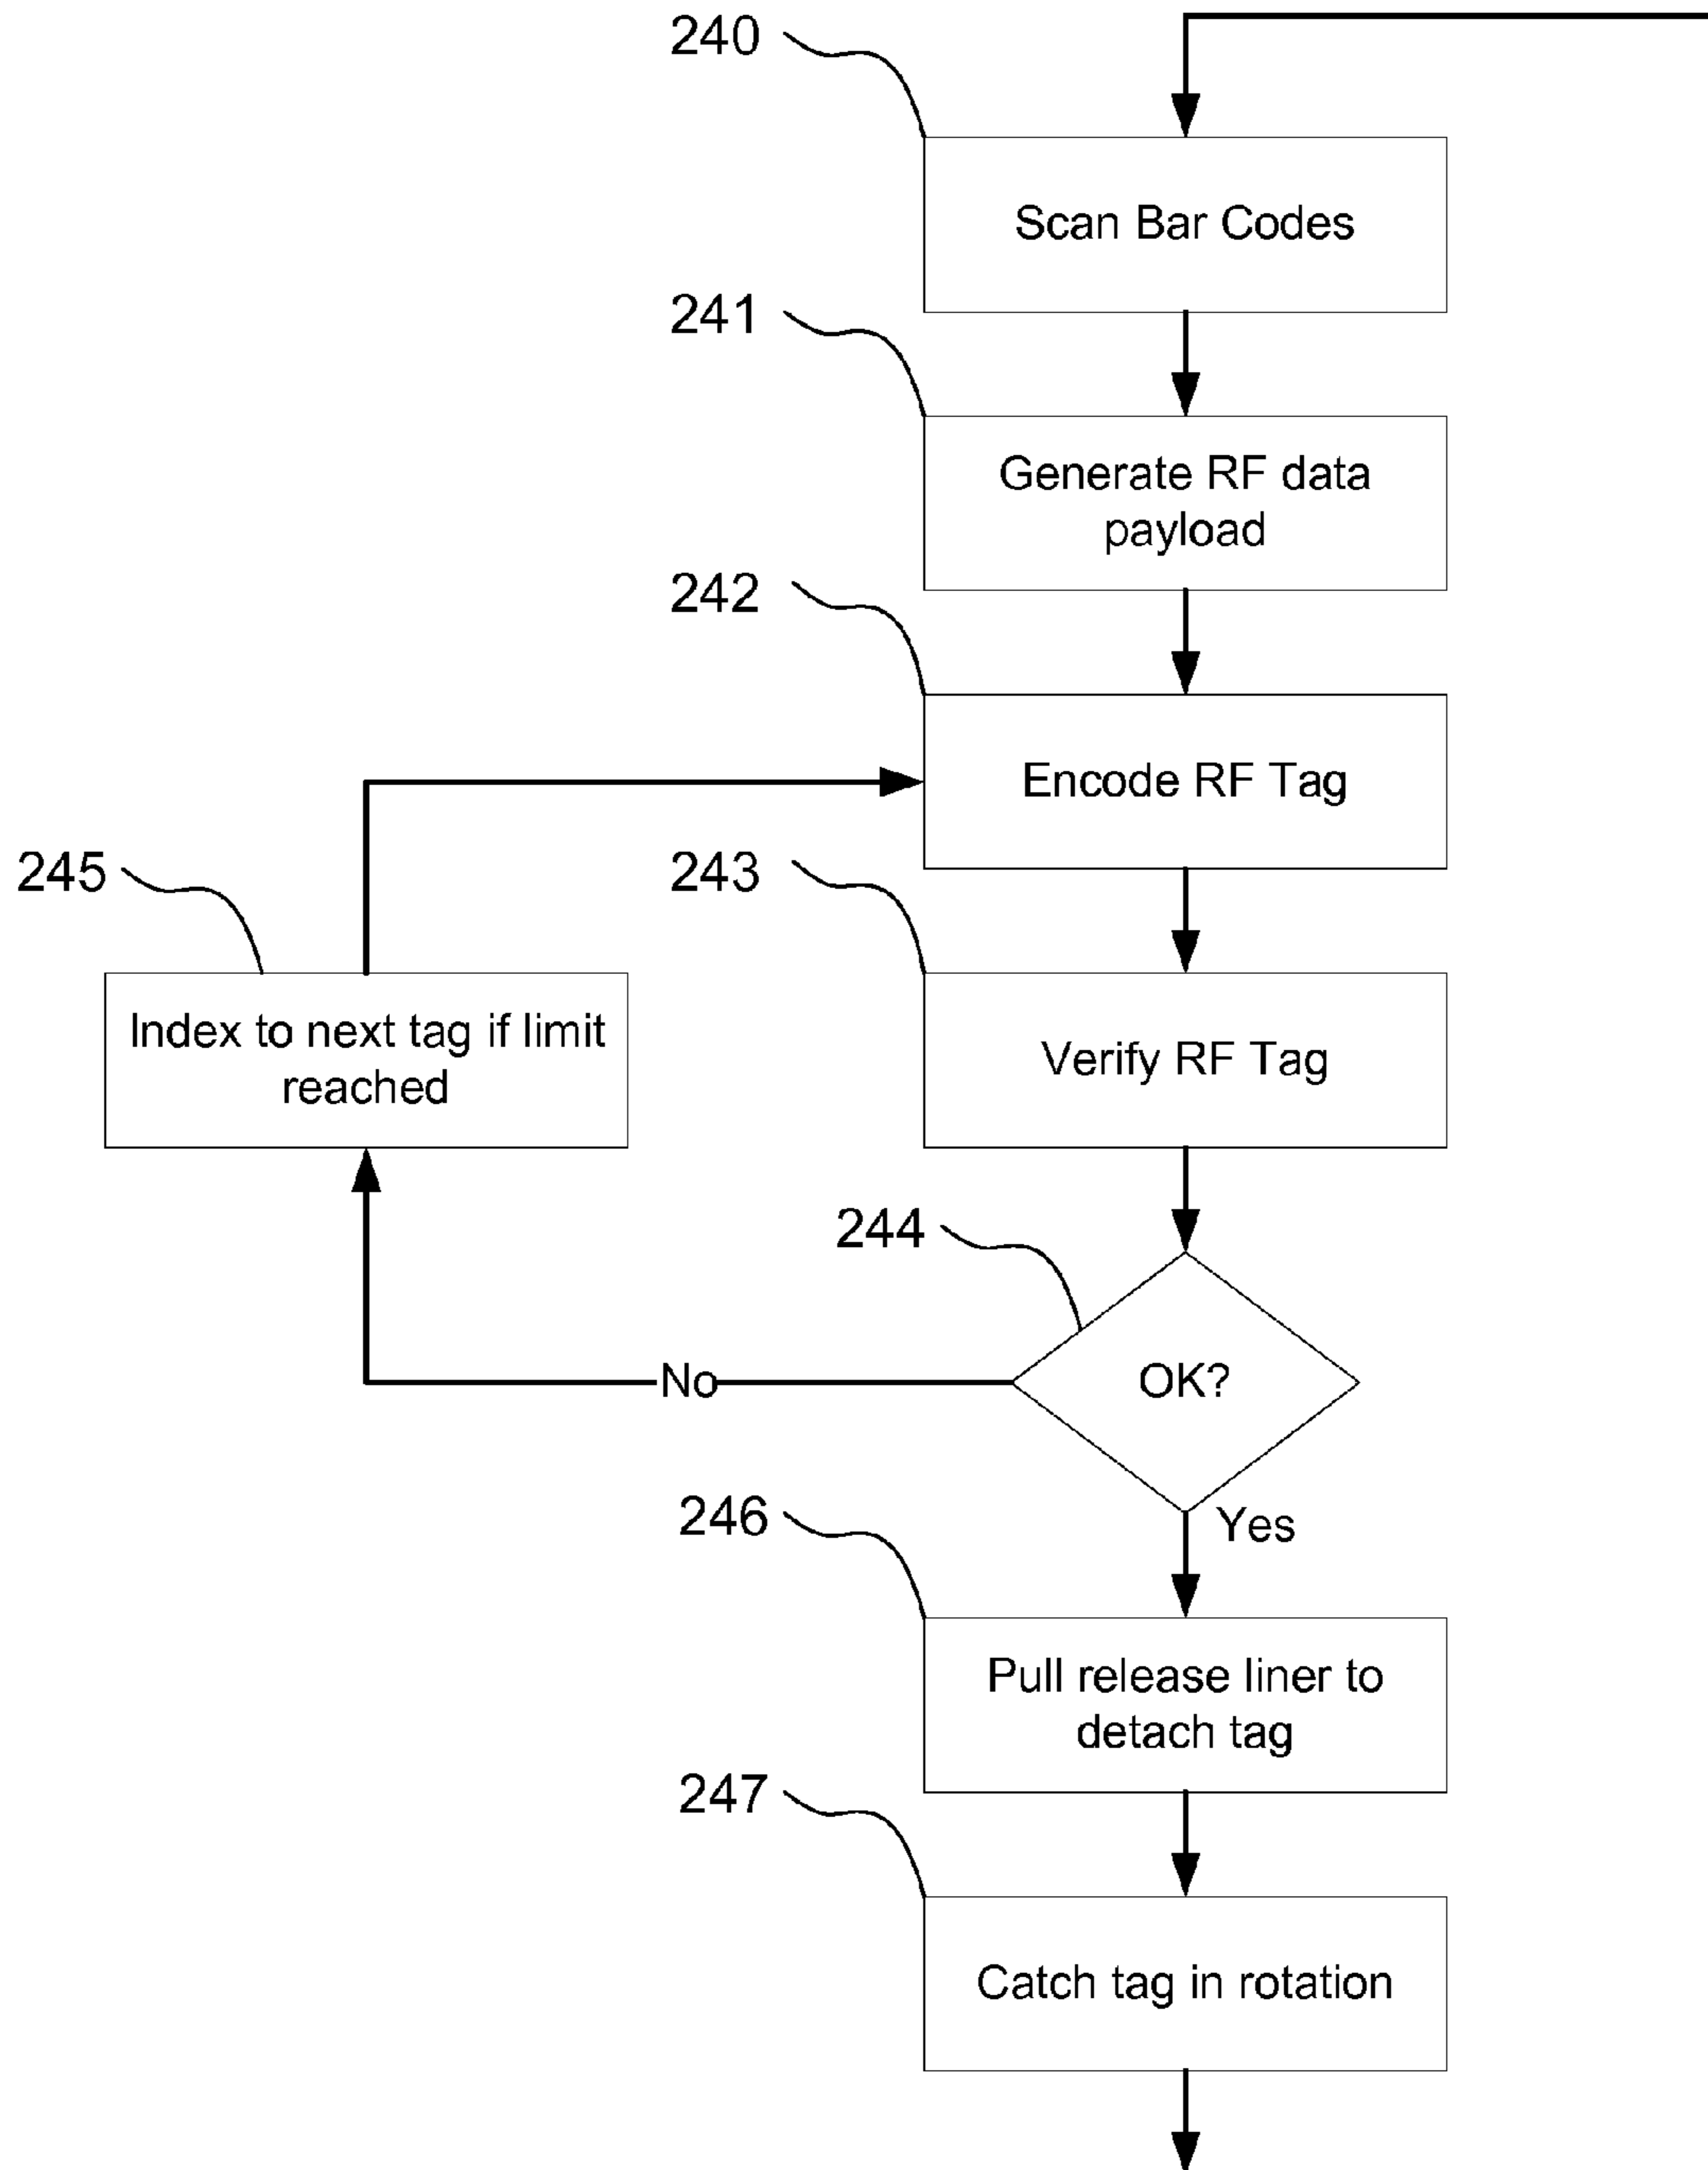 240
Scan Bar Codes
241
Generate RF data
payload
242
Encode RF Tag
245
243
Index to next tag if limit
reached
Verify RF Tag
244
No
OK?
Yes
246
Pull release liner to
detach tag
247
Catch tag in rotation